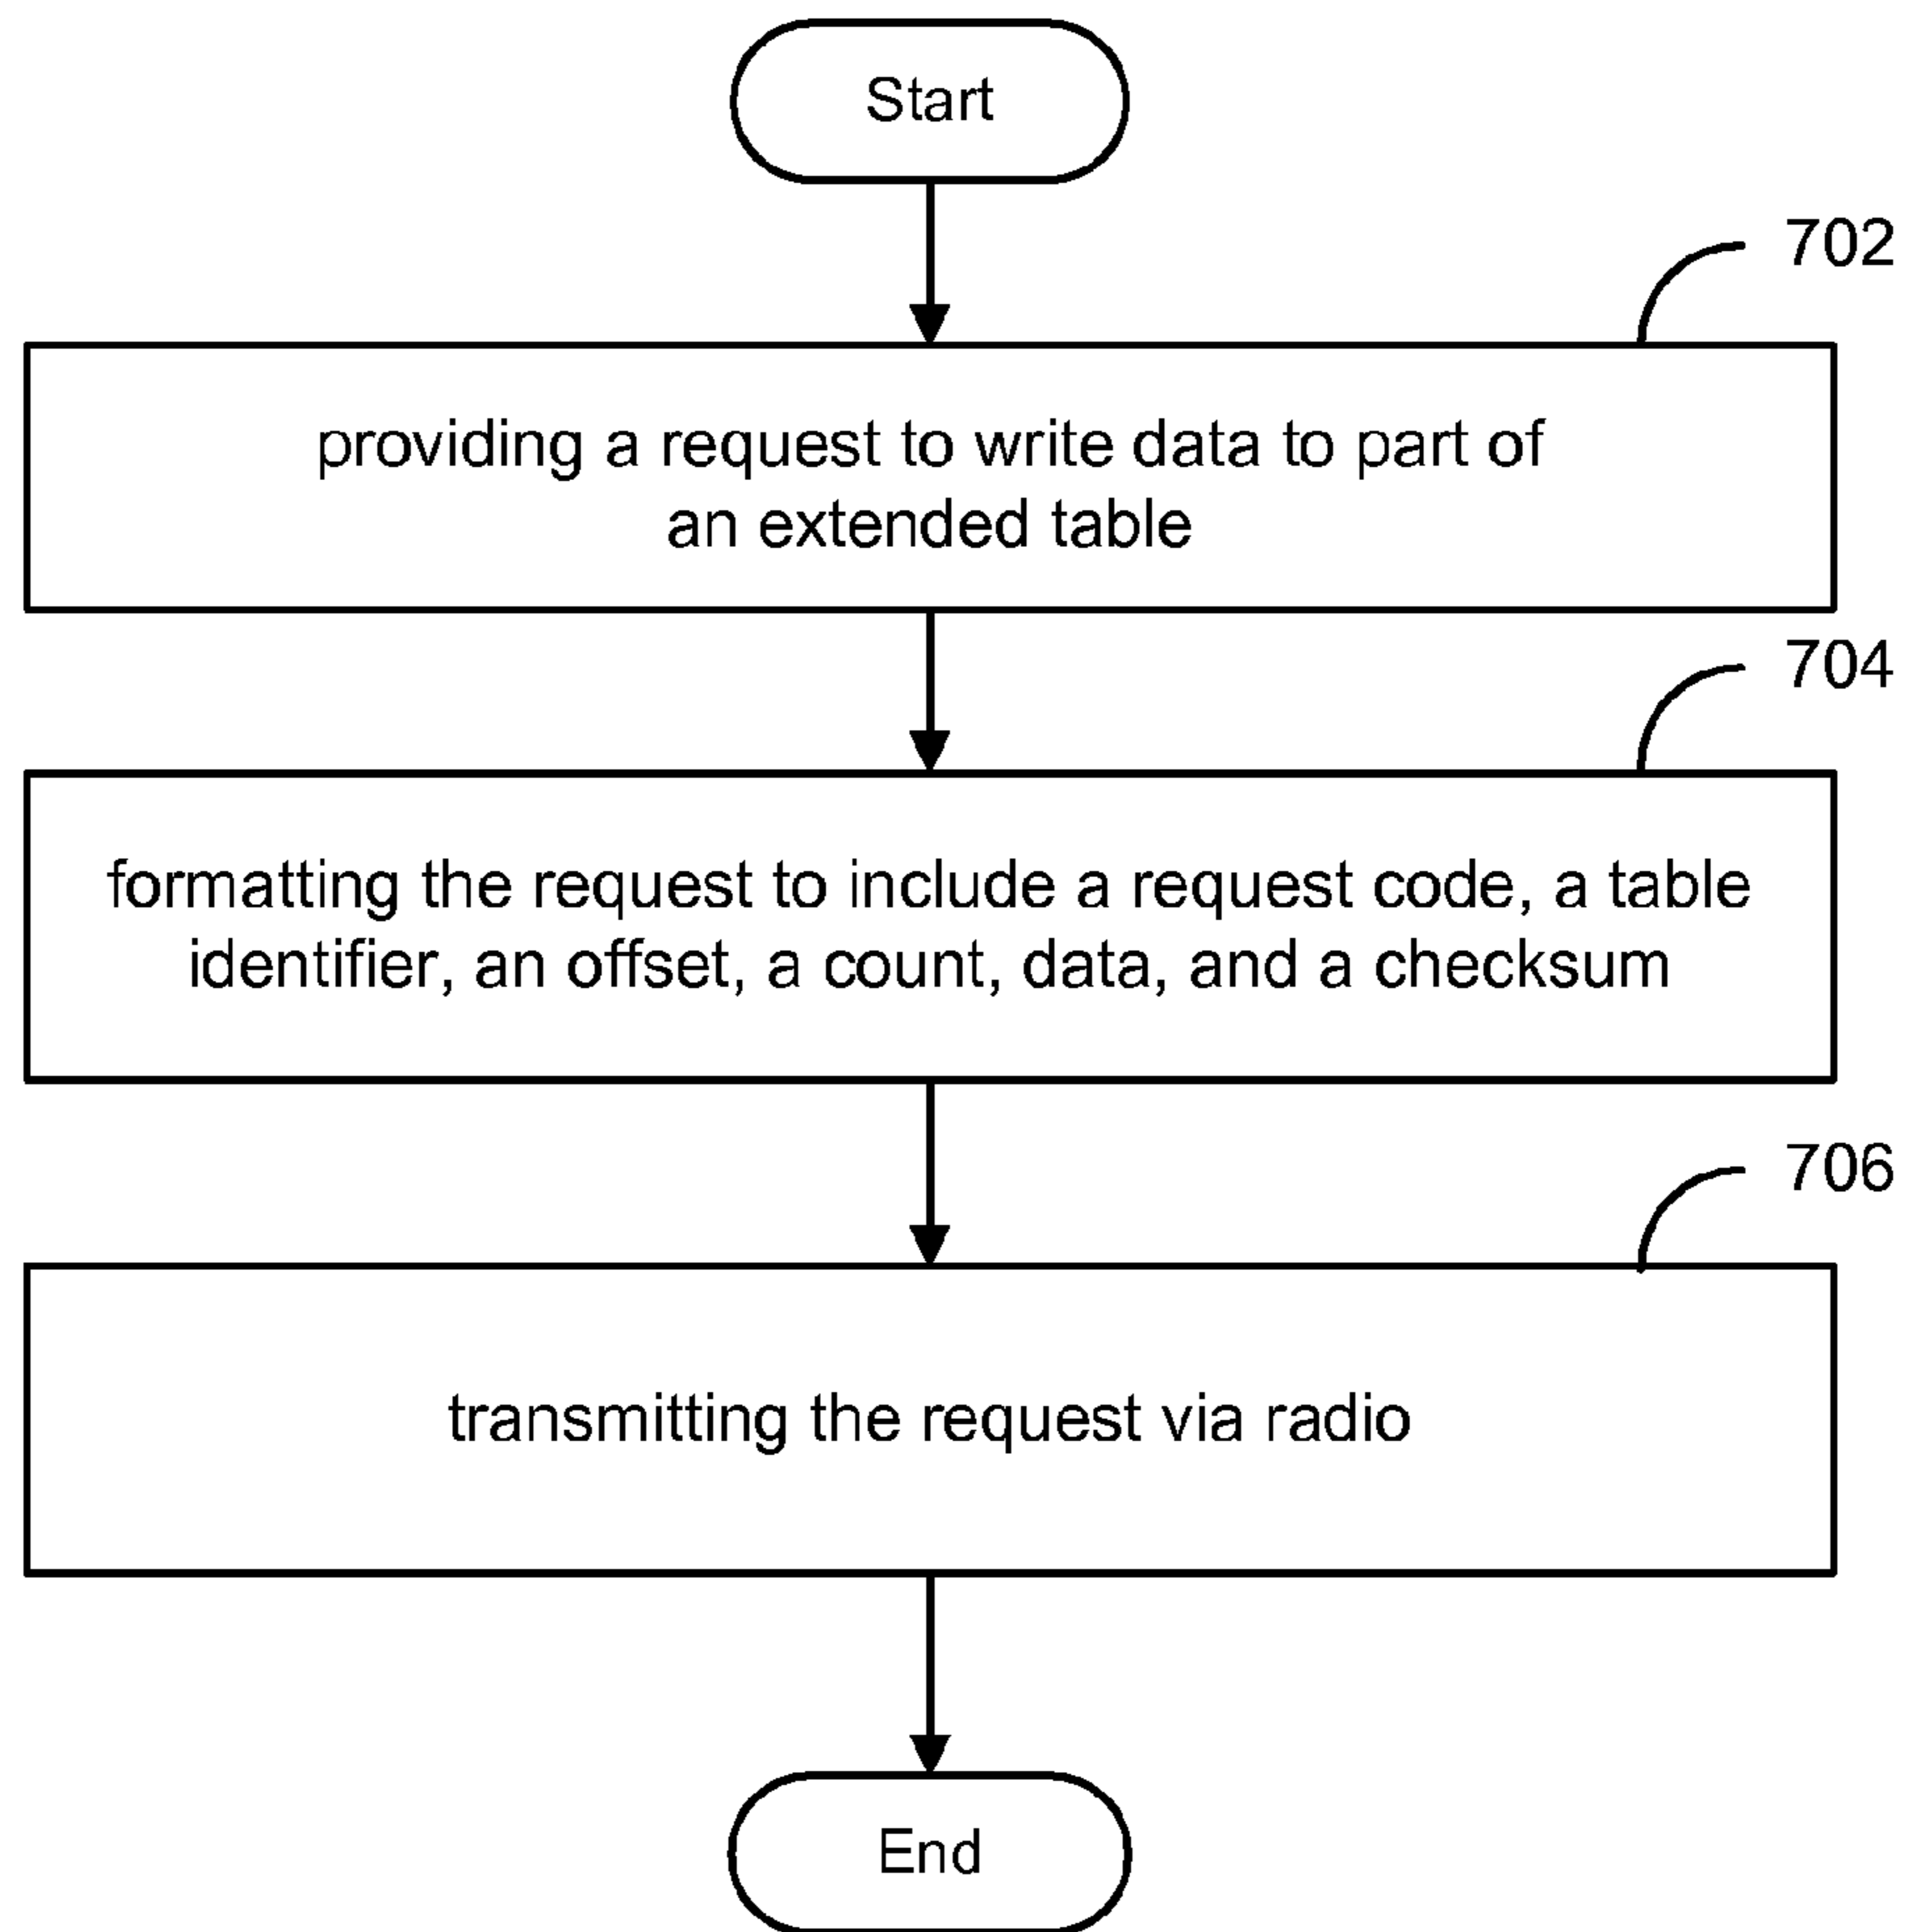 Start
702
providing a request to write data to part of
an extended table
704
formatting the request to include a request code, a table
identifier, an offset, a count, data, and a checksum
706
transmitting the request via radio
End